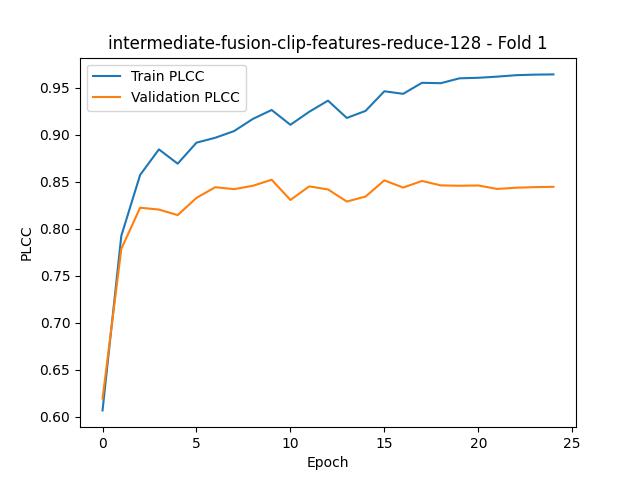 intermediate-fusion-clip-features-reduce-128 - Fold 1
Train PLCC
Validation PLCC
PLCC
0.95
0.90
0.85
0.80
0.75
0.70
0.65
0.60
0 5 10 15 20 25
Epoch